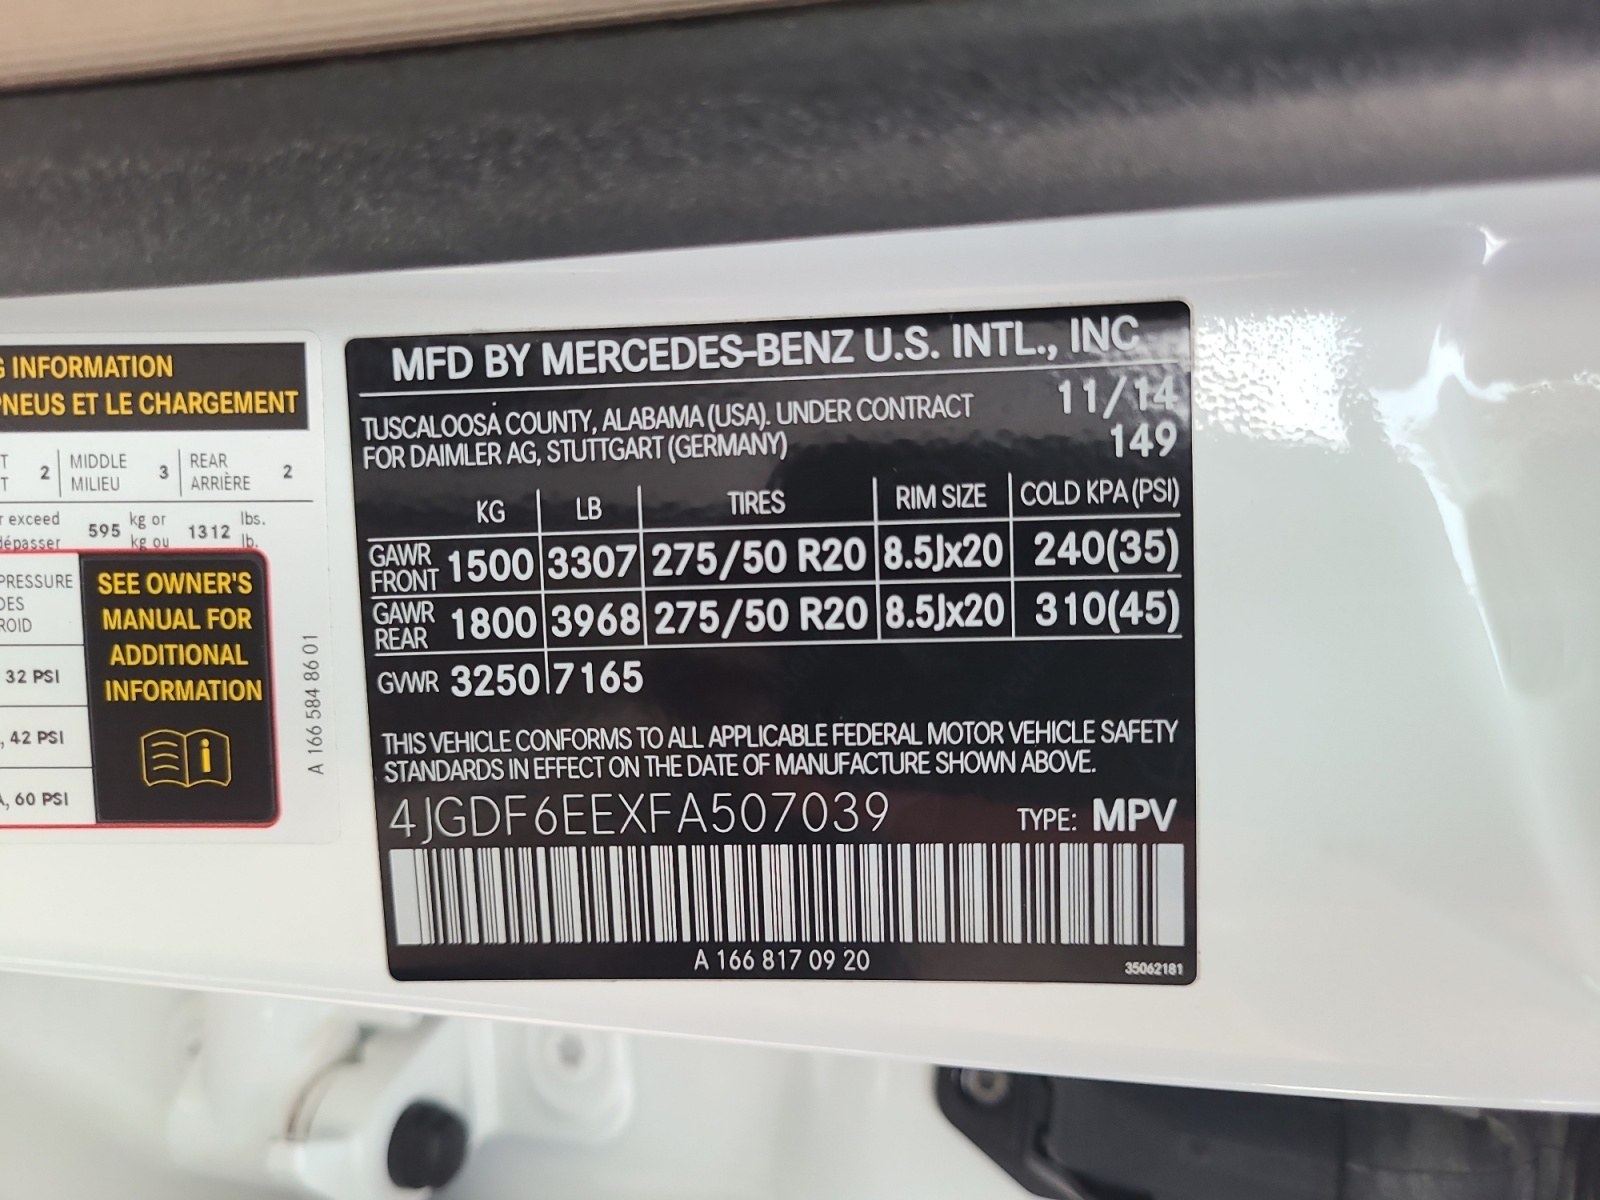 G INFORMATION
PNEUS ET LE CHARGEMENT
2 MIDDLE 3 REAR 2
MILIEU ARRIÈRE
exceed 595 kg or 1312 lbs.
dépasser kg ou lb.
PRESSURE
DES
ROID
32 PSI
, 42 PSI
, 60 PSI
SEE OWNER'S
MANUAL FOR
ADDITIONAL
INFORMATION
i
A 166 584 86 01
MFD BY MERCEDES-BENZ U.S. INTL., INC
TUSCALOOSA COUNTY, ALABAMA (USA). UNDER CONTRACT 11/14
FOR DAIMLER AG, STUTTGART (GERMANY) 149
KG LB TIRES RIM SIZE COLD KPA (PSI)
GAWR FRONT 1500 3307 275/50 R20 8.5Jx20 240(35)
GAWR REAR 1800 3968 275/50 R20 8.5Jx20 310(45)
GVWR 3250 7165
THIS VEHICLE CONFORMS TO ALL APPLICABLE FEDERAL MOTOR VEHICLE SAFETY
STANDARDS IN EFFECT ON THE DATE OF MANUFACTURE SHOWN ABOVE.
4JGDF6EEXFA507039 TYPE: MPV
A 166 817 09 20
35062181